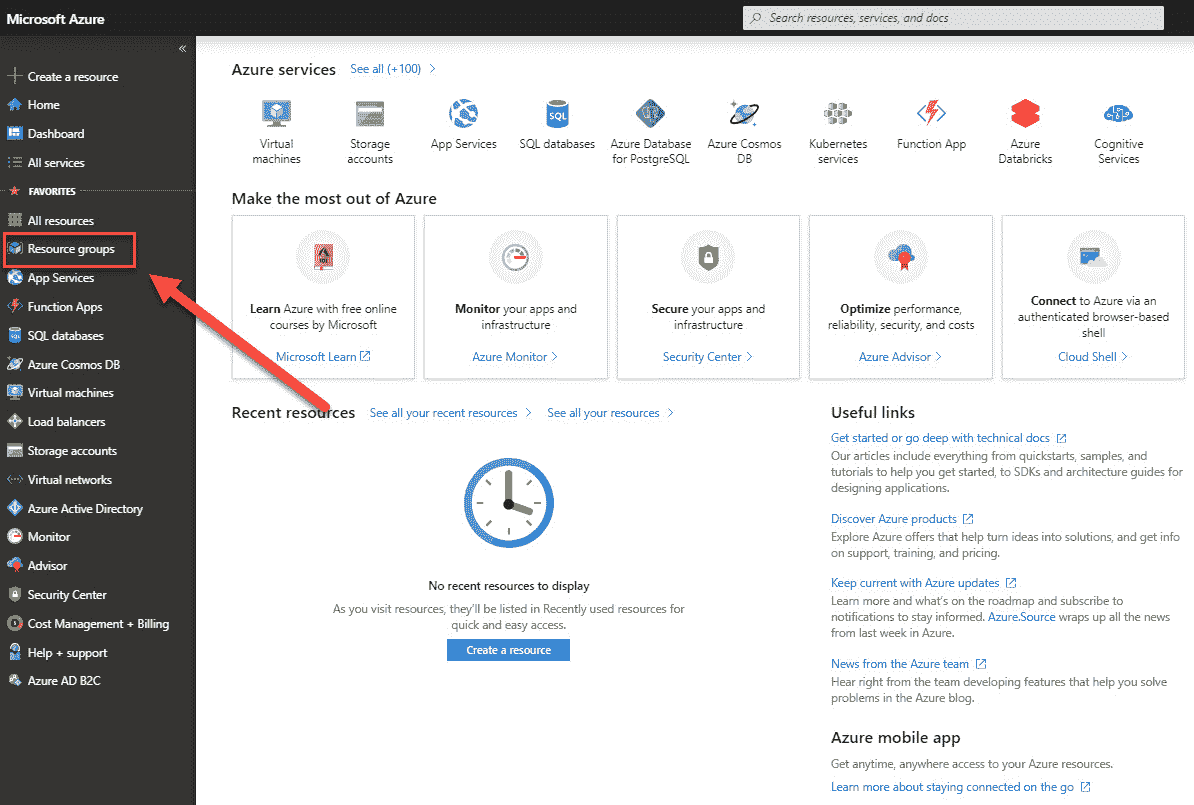 Microsoft Azure
Search resources, services, and docs
«
Create a resource
Home
Dashboard
All services
FAVORITES
All resources
Resource groups
App Services
Function Apps
SQL databases
Azure Cosmos DB
Virtual machines
Load balancers
Storage accounts
Virtual networks
Azure Active Directory
Monitor
Advisor
Security Center
Cost Management + Billing
Help + support
Azure AD B2C
Azure services See all (+100) >
Virtual
machines
Storage
accounts
App Services
SQL
SQL databases
Azure Database
for PostgreSQL
Azure Cosmos
DB
Kubernetes
services
Function App
Azure
Databricks
Cognitive
Services
Make the most out of Azure
Learn Azure with free online
courses by Microsoft
Microsoft Learn
Monitor your apps and
infrastructure
Azure Monitor >
Secure your apps and
infrastructure
Security Center >
Optimize performance,
reliability, security, and costs
Azure Advisor >
Connect to Azure via an
authenticated browser-based
shell
Cloud Shell >
Recent resources See all your recent resources > See all your resources >
No recent resources to display
As you visit resources, they'll be listed in Recently used resources for
quick and easy access.
Create a resource
Useful links
Get started or go deep with technical docs
Our articles include everything from quickstarts, samples, and
tutorials to help you get started, to SDKs and architecture guides for
designing applications.
Discover Azure products
Explore Azure offers that help turn ideas into solutions, and get info
on support, training, and pricing.
Keep current with Azure updates
Learn more and what's on the roadmap and subscribe to
notifications to stay informed. Azure.Source wraps up all the news
from last week in Azure.
News from the Azure team
Hear right from the team developing features that help you solve
problems in the Azure blog.
Azure mobile app
Get anytime, anywhere access to your Azure resources.
Learn more about staying connected on the go